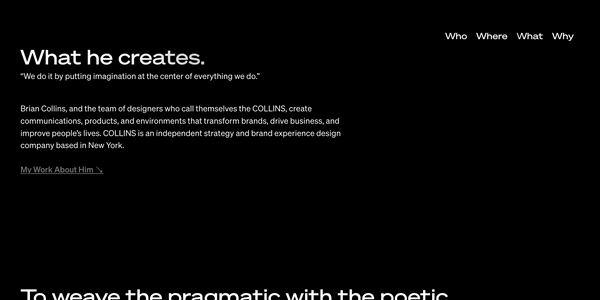 Who Where What Why
What he creates.
“We do it by putting imagination at the center of everything we do.”
Brian Collins, and the team of designers who call themselves the COLLINS, create
communications, products, and environments that transform brands, drive business, and
improve people’s lives. COLLINS is an independent strategy and brand experience design
company based in New York.
My Work About Him ↘
To weave the pragmatic with the poetic